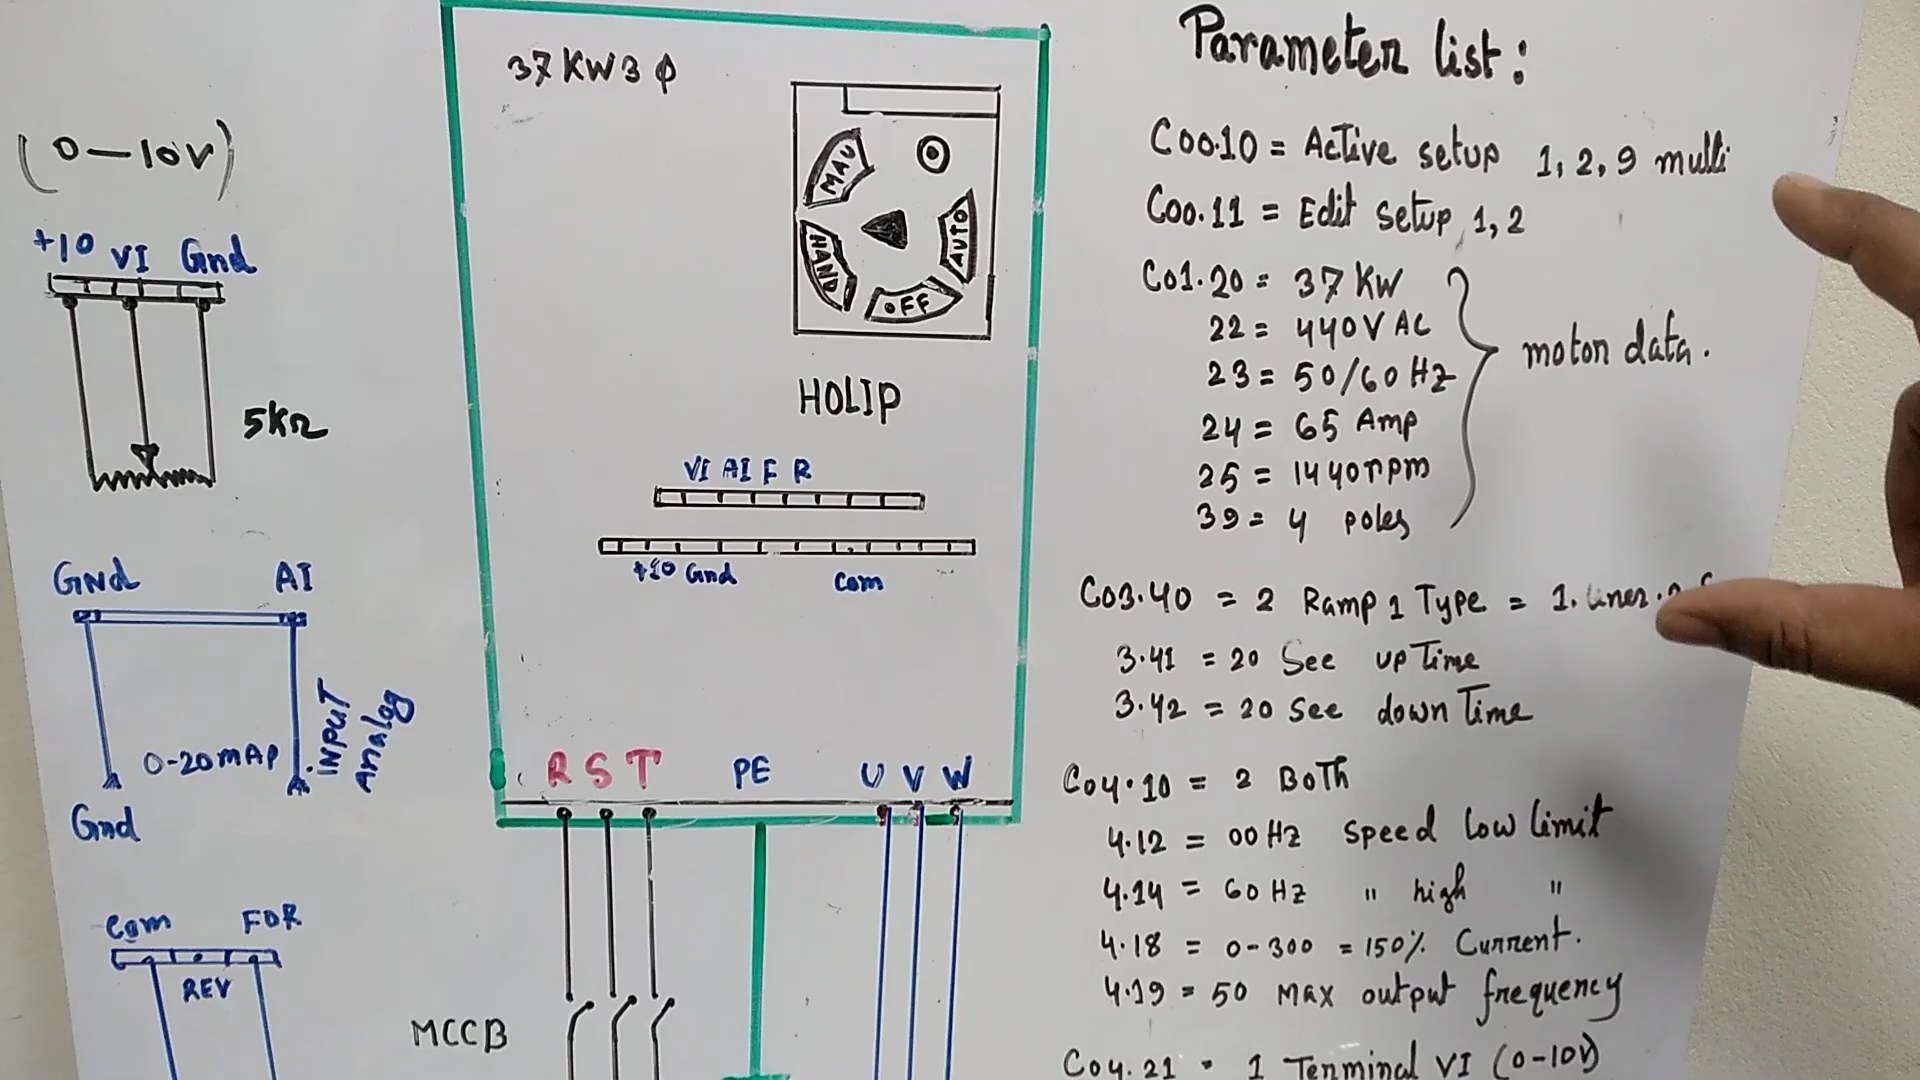 (0-10V)
+10 VI Gnd
5KΩ
GNd AI
0-20mAp
INPUT
Analog
Gnd
Com FOR
REV
37KW3φ
MAU
HAND
OFF
AUTO
HOLIP
VI AI F R
+10 Gnd Com
R S T PE U V W
MCCB
Parameter list:
C00.10 = Active setup 1, 2, 9 multi
C00.11 = Edit setup 1, 2
C01.20 = 37 KW
22 = 440V AC
23 = 50/60 HZ
24 = 65 Amp
25 = 1440rpm
39 = 4 poles
motor data.
C03.40 = 2 Ramp 1 Type = 1. liner.
3.41 = 20 Sec up Time
3.42 = 20 Sec down Time
C04.10 = 2 Both
4.12 = 00 HZ Speed low limit
4.14 = 60 HZ " high "
4.18 = 0-300 = 150% Current.
4.19 = 50 Max output frequency
C04.21 = 1 Terminal VI (0-10V)